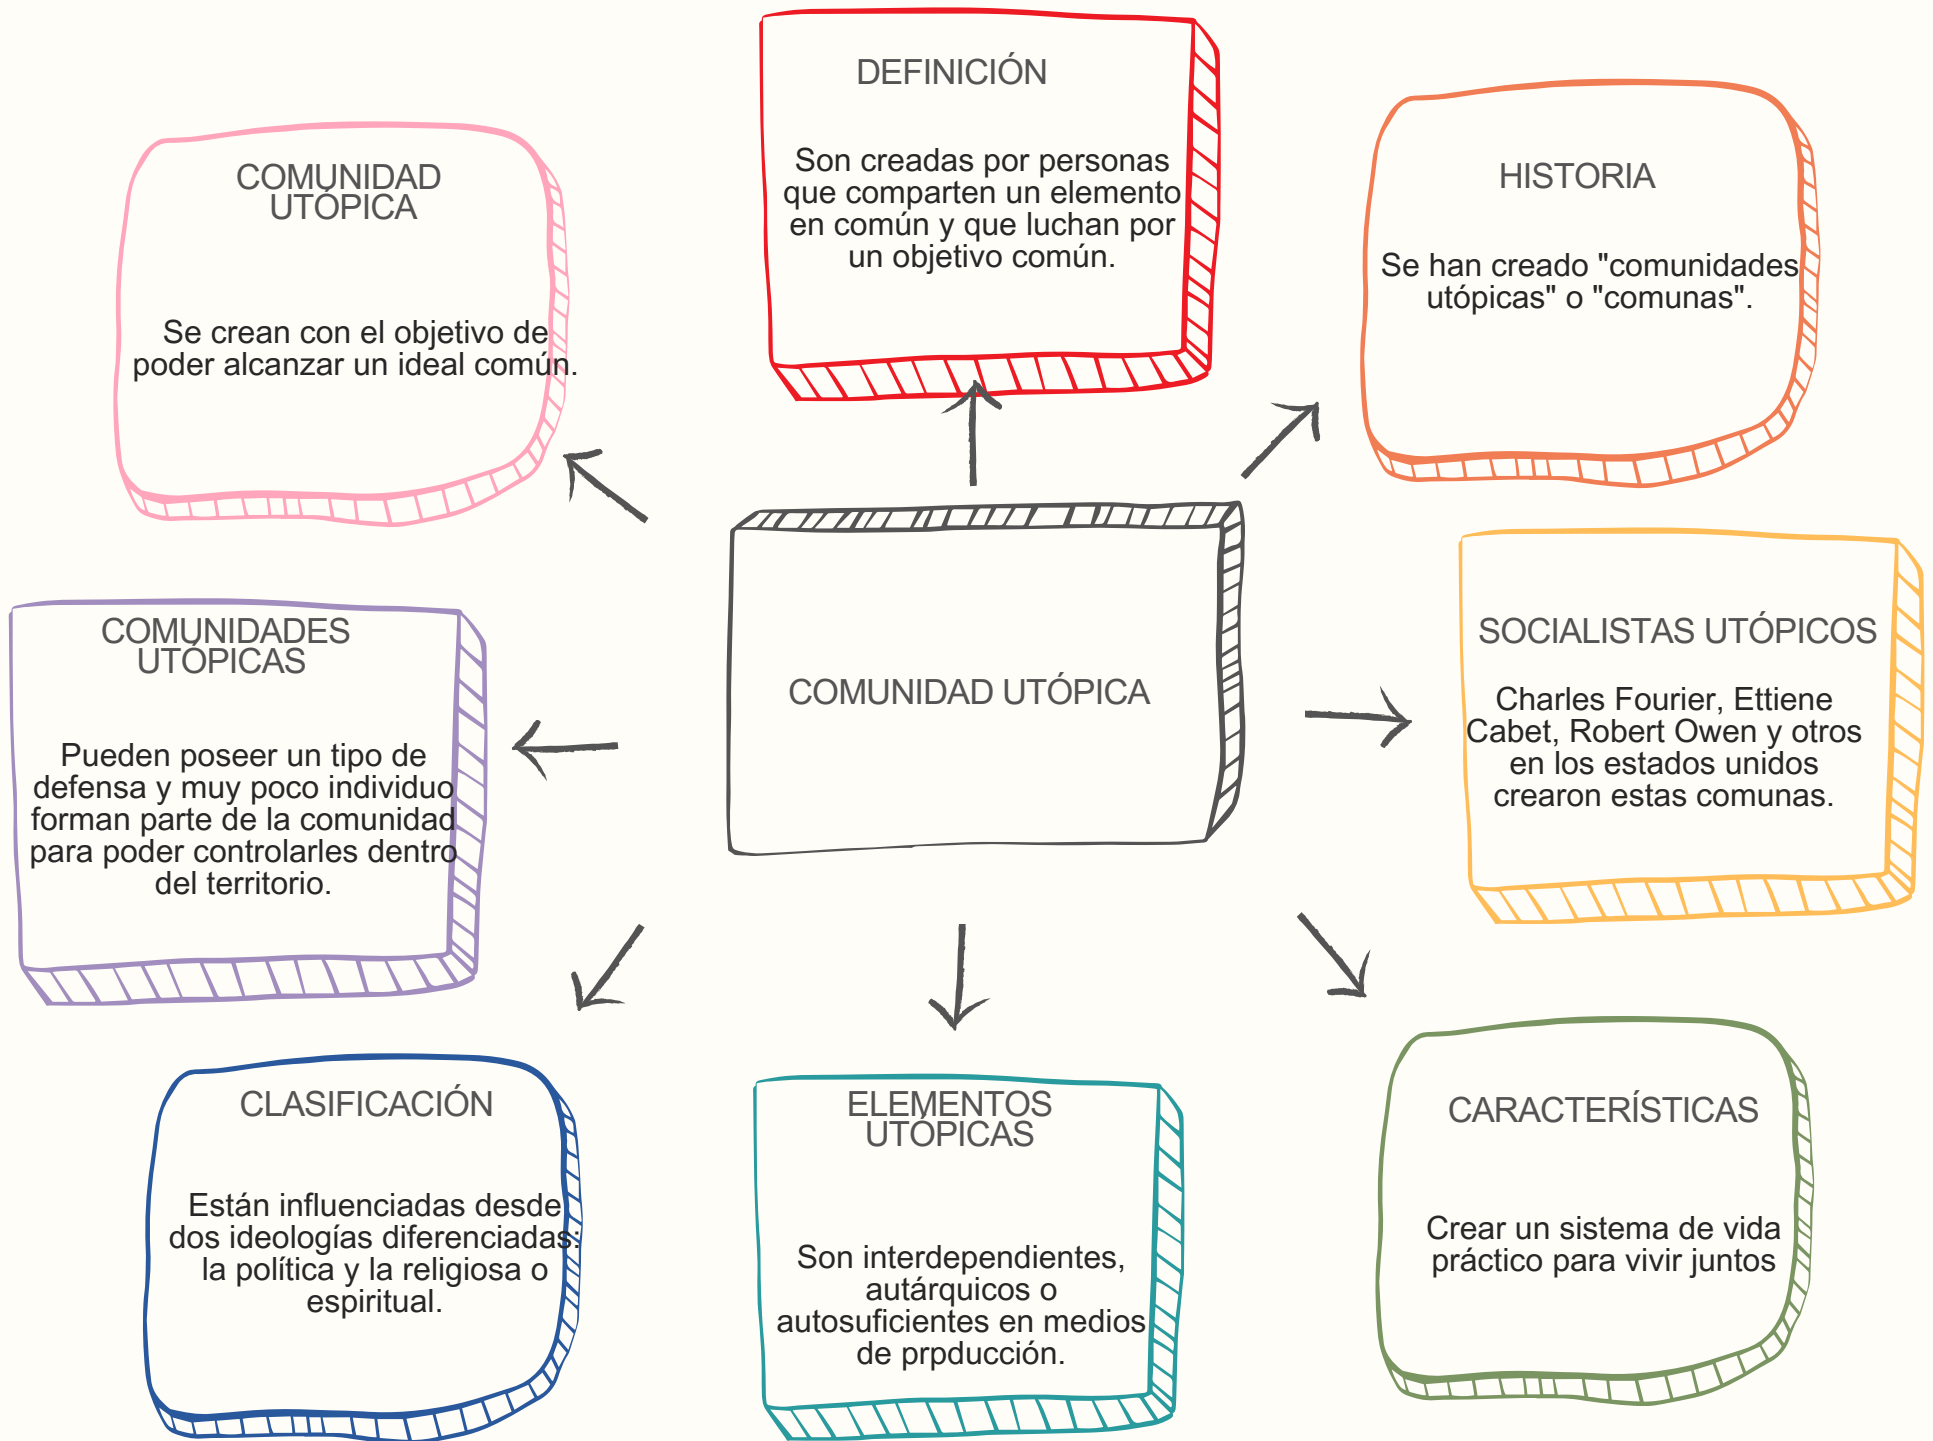 DEFINICIÓN
Son creadas por personas
que comparten un elemento
en común y que luchan por
un objetivo común.
COMUNIDAD
UTÓPICA
Se crean con el objetivo de
poder alcanzar un ideal común.
HISTORIA
Se han creado "comunidades
utópicas" o "comunas".
COMUNIDADES
UTÓPICAS
Pueden poseer un tipo de
defensa y muy poco individuo
forman parte de la comunidad
para poder controlarles dentro
del territorio.
COMUNIDAD UTÓPICA
SOCIALISTAS UTÓPICOS
Charles Fourier, Ettiene
Cabet, Robert Owen y otros
en los estados unidos
crearon estas comunas.
CLASIFICACIÓN
Están influenciadas desde
dos ideologías diferenciadas:
la política y la religiosa o
espiritual.
ELEMENTOS
UTÓPICAS
Son interdependientes,
autárquicos o
autosuficientes en medios
de prpducción.
CARACTERÍSTICAS
Crear un sistema de vida
práctico para vivir juntos